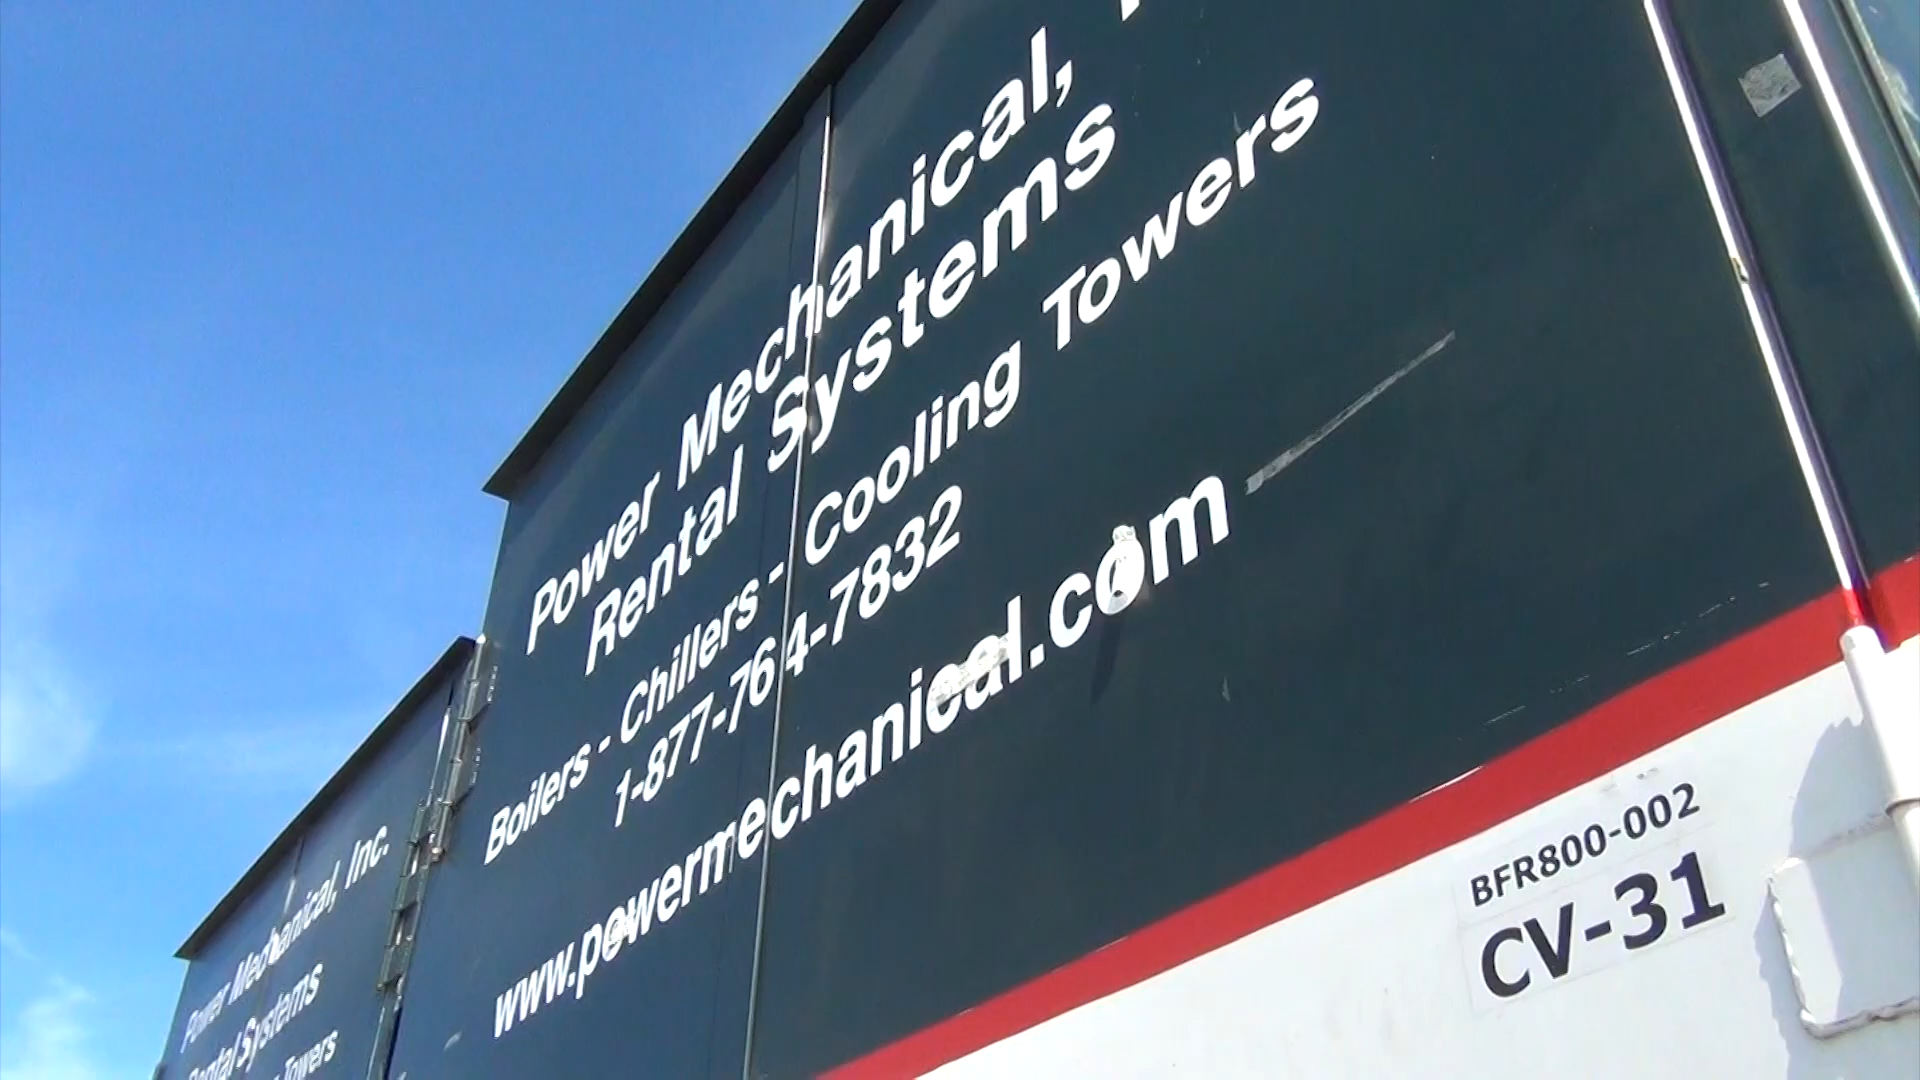 Power Mechanical,
Rental Systems
Boilers - Chillers - Cooling Towers
1-877-764-7832
www.powermechanical.com
BFR800-002
CV-31
Power Mechanical, Inc.
Rental Systems
Towers